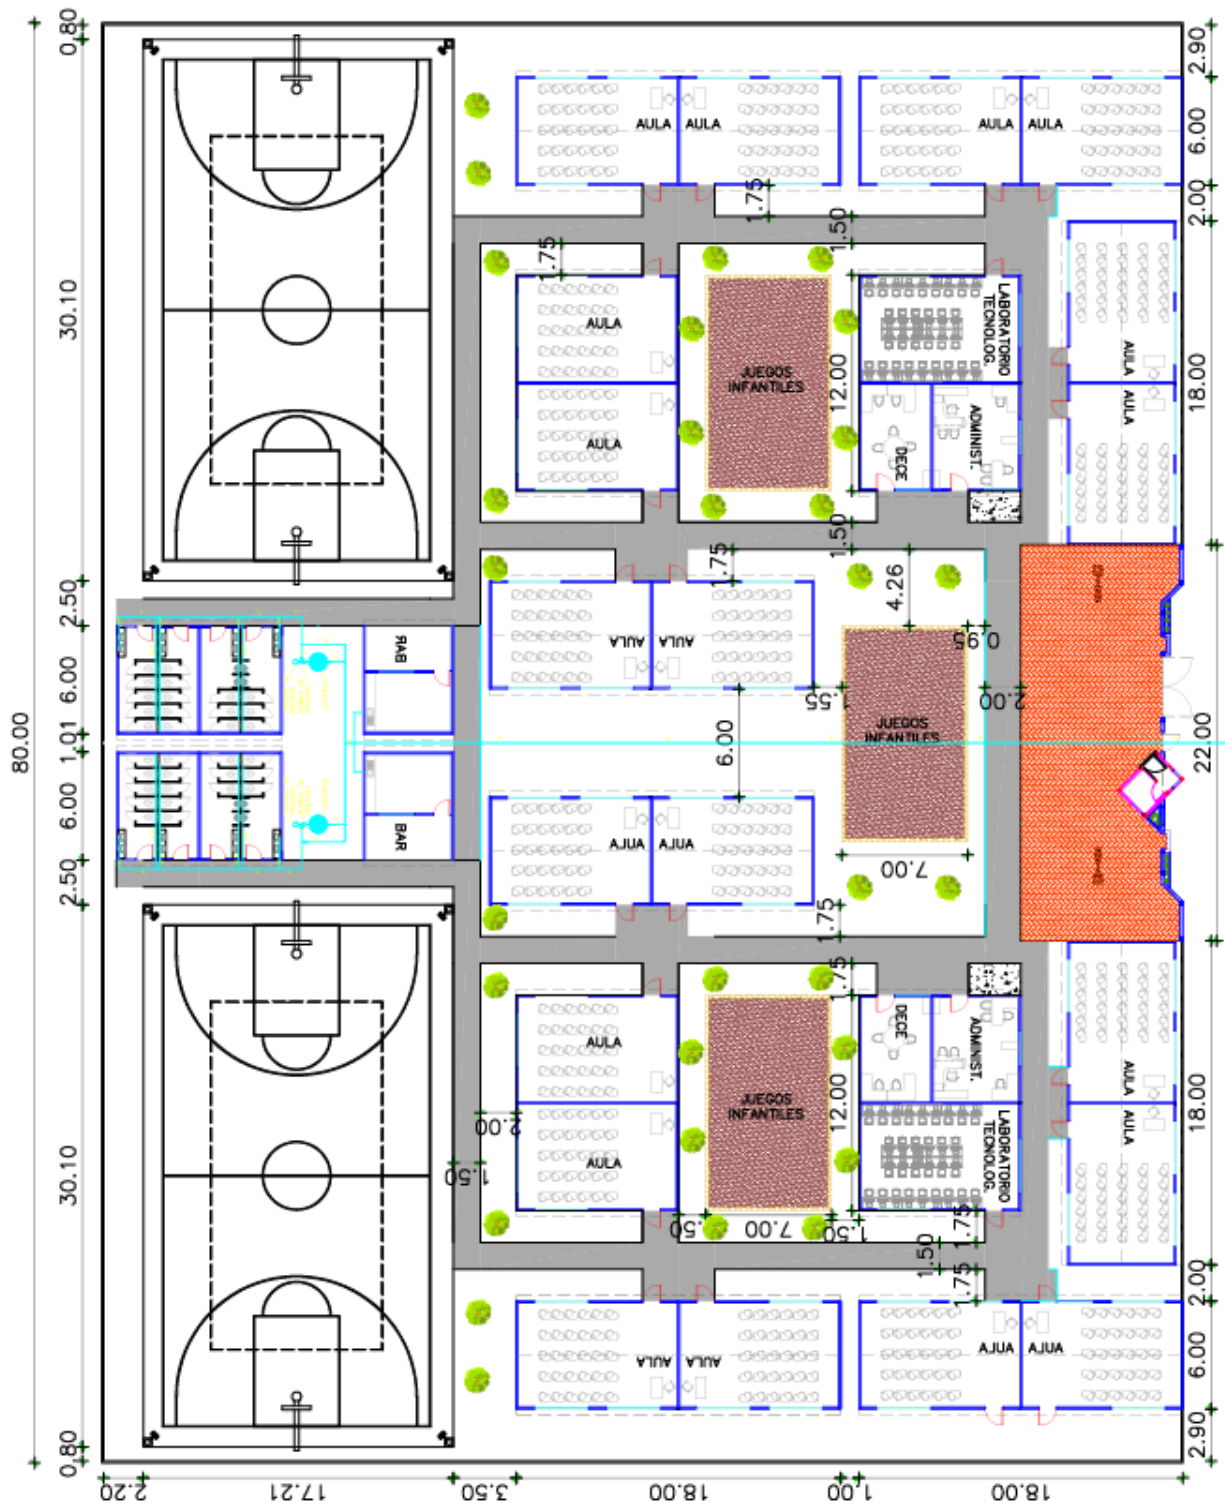 0.80
2.90
AULA
AULA
AULA
AULA
6.00
1.75
2.00
1.50
1.75
30.10
AULA
LABORATORIO
TECNOLOG.
AULA
JUEGOS
INFANTILES
12.00
18.00
AULA
AULA
DECE
ADMINIST.
1.50
1.75
4.26
2.50
0.95
BAR
AULA
AULA
6.00
1.55
2.00
JUEGOS
INFANTILES
80.00
1.01
6.00
22.00
6.00
BAR
AULA
AULA
7.00
2.50
1.75
1.75
DECE
ADMINIST.
AULA
AULA
JUEGOS
INFANTILES
12.00
2.00
18.00
AULA
LABORATORIO
TECNOLOG.
AULA
1.50
30.10
.50
7.00
1.50
1.75
1.50
1.75
2.00
AULA
AULA
AULA
AULA
6.00
0.80
2.90
2.20
17.21
3.50
18.00
1.00
18.00